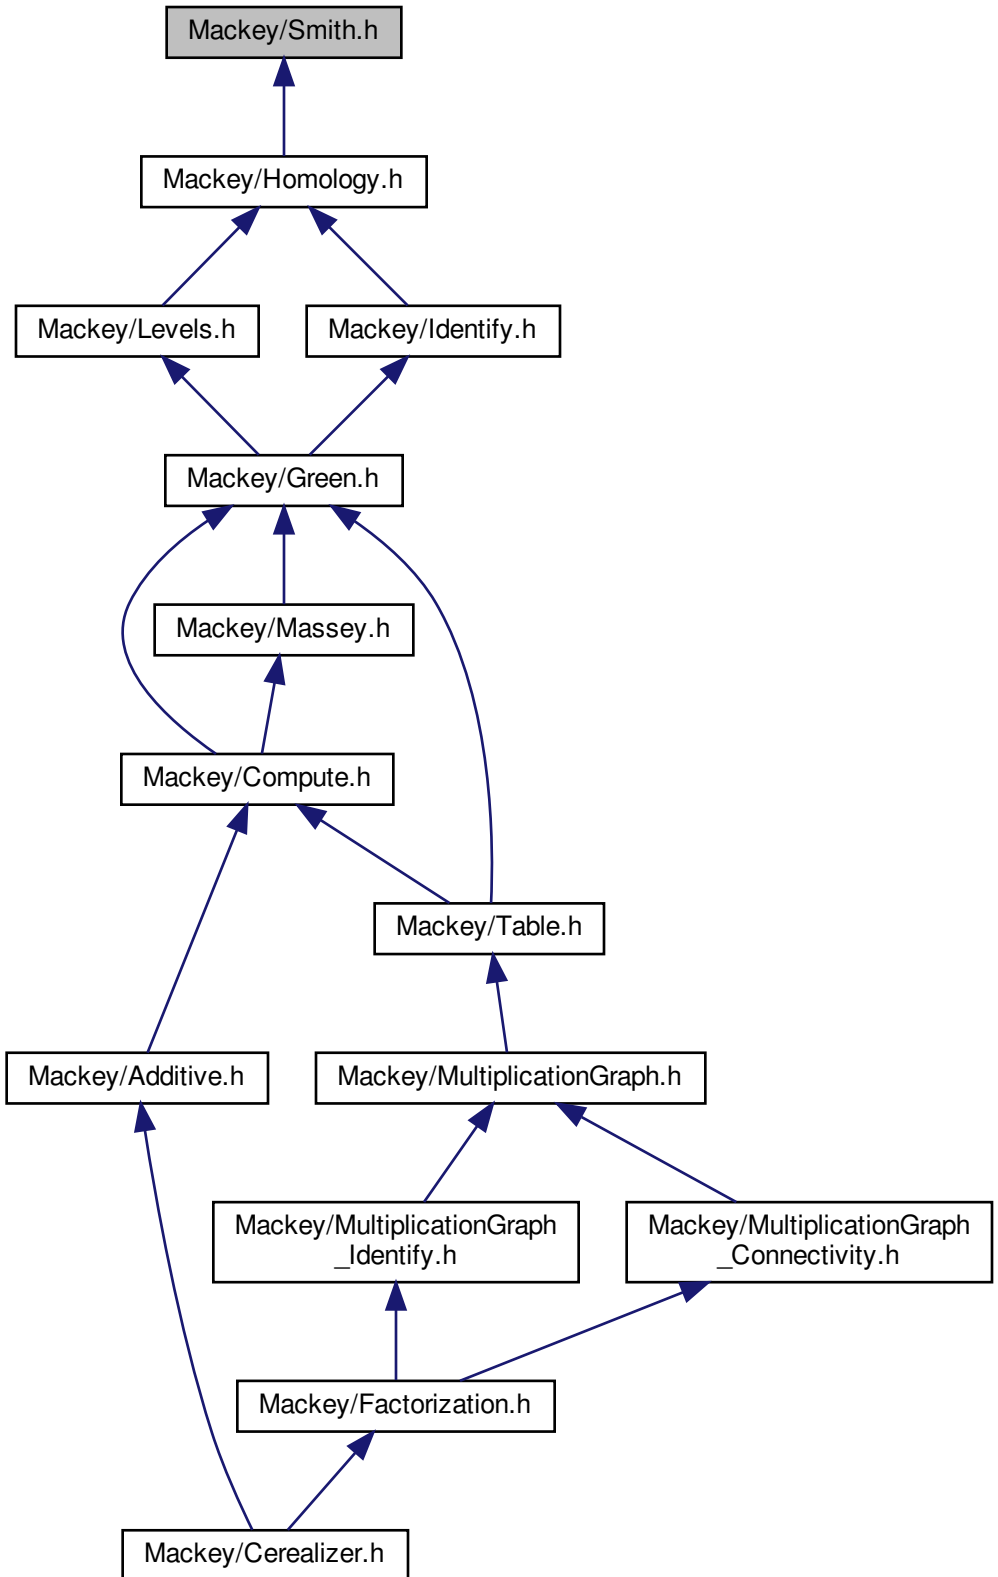 Mackey/Smith.h
Mackey/Homology.h
Mackey/Levels.h
Mackey/Identify.h
Mackey/Green.h
Mackey/Massey.h
Mackey/Compute.h
Mackey/Table.h
Mackey/Additive.h
Mackey/MultiplicationGraph.h
Mackey/MultiplicationGraph
_Identify.h
Mackey/MultiplicationGraph
_Connectivity.h
Mackey/Factorization.h
Mackey/Cerealizer.h